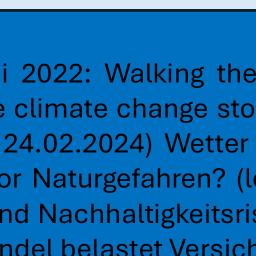 i 2022: Walking the
e climate change sto
24.02.2024) Wetter
or Naturgefahren? (l
nd Nachhaltigkeitsris
ndel belastet Versich